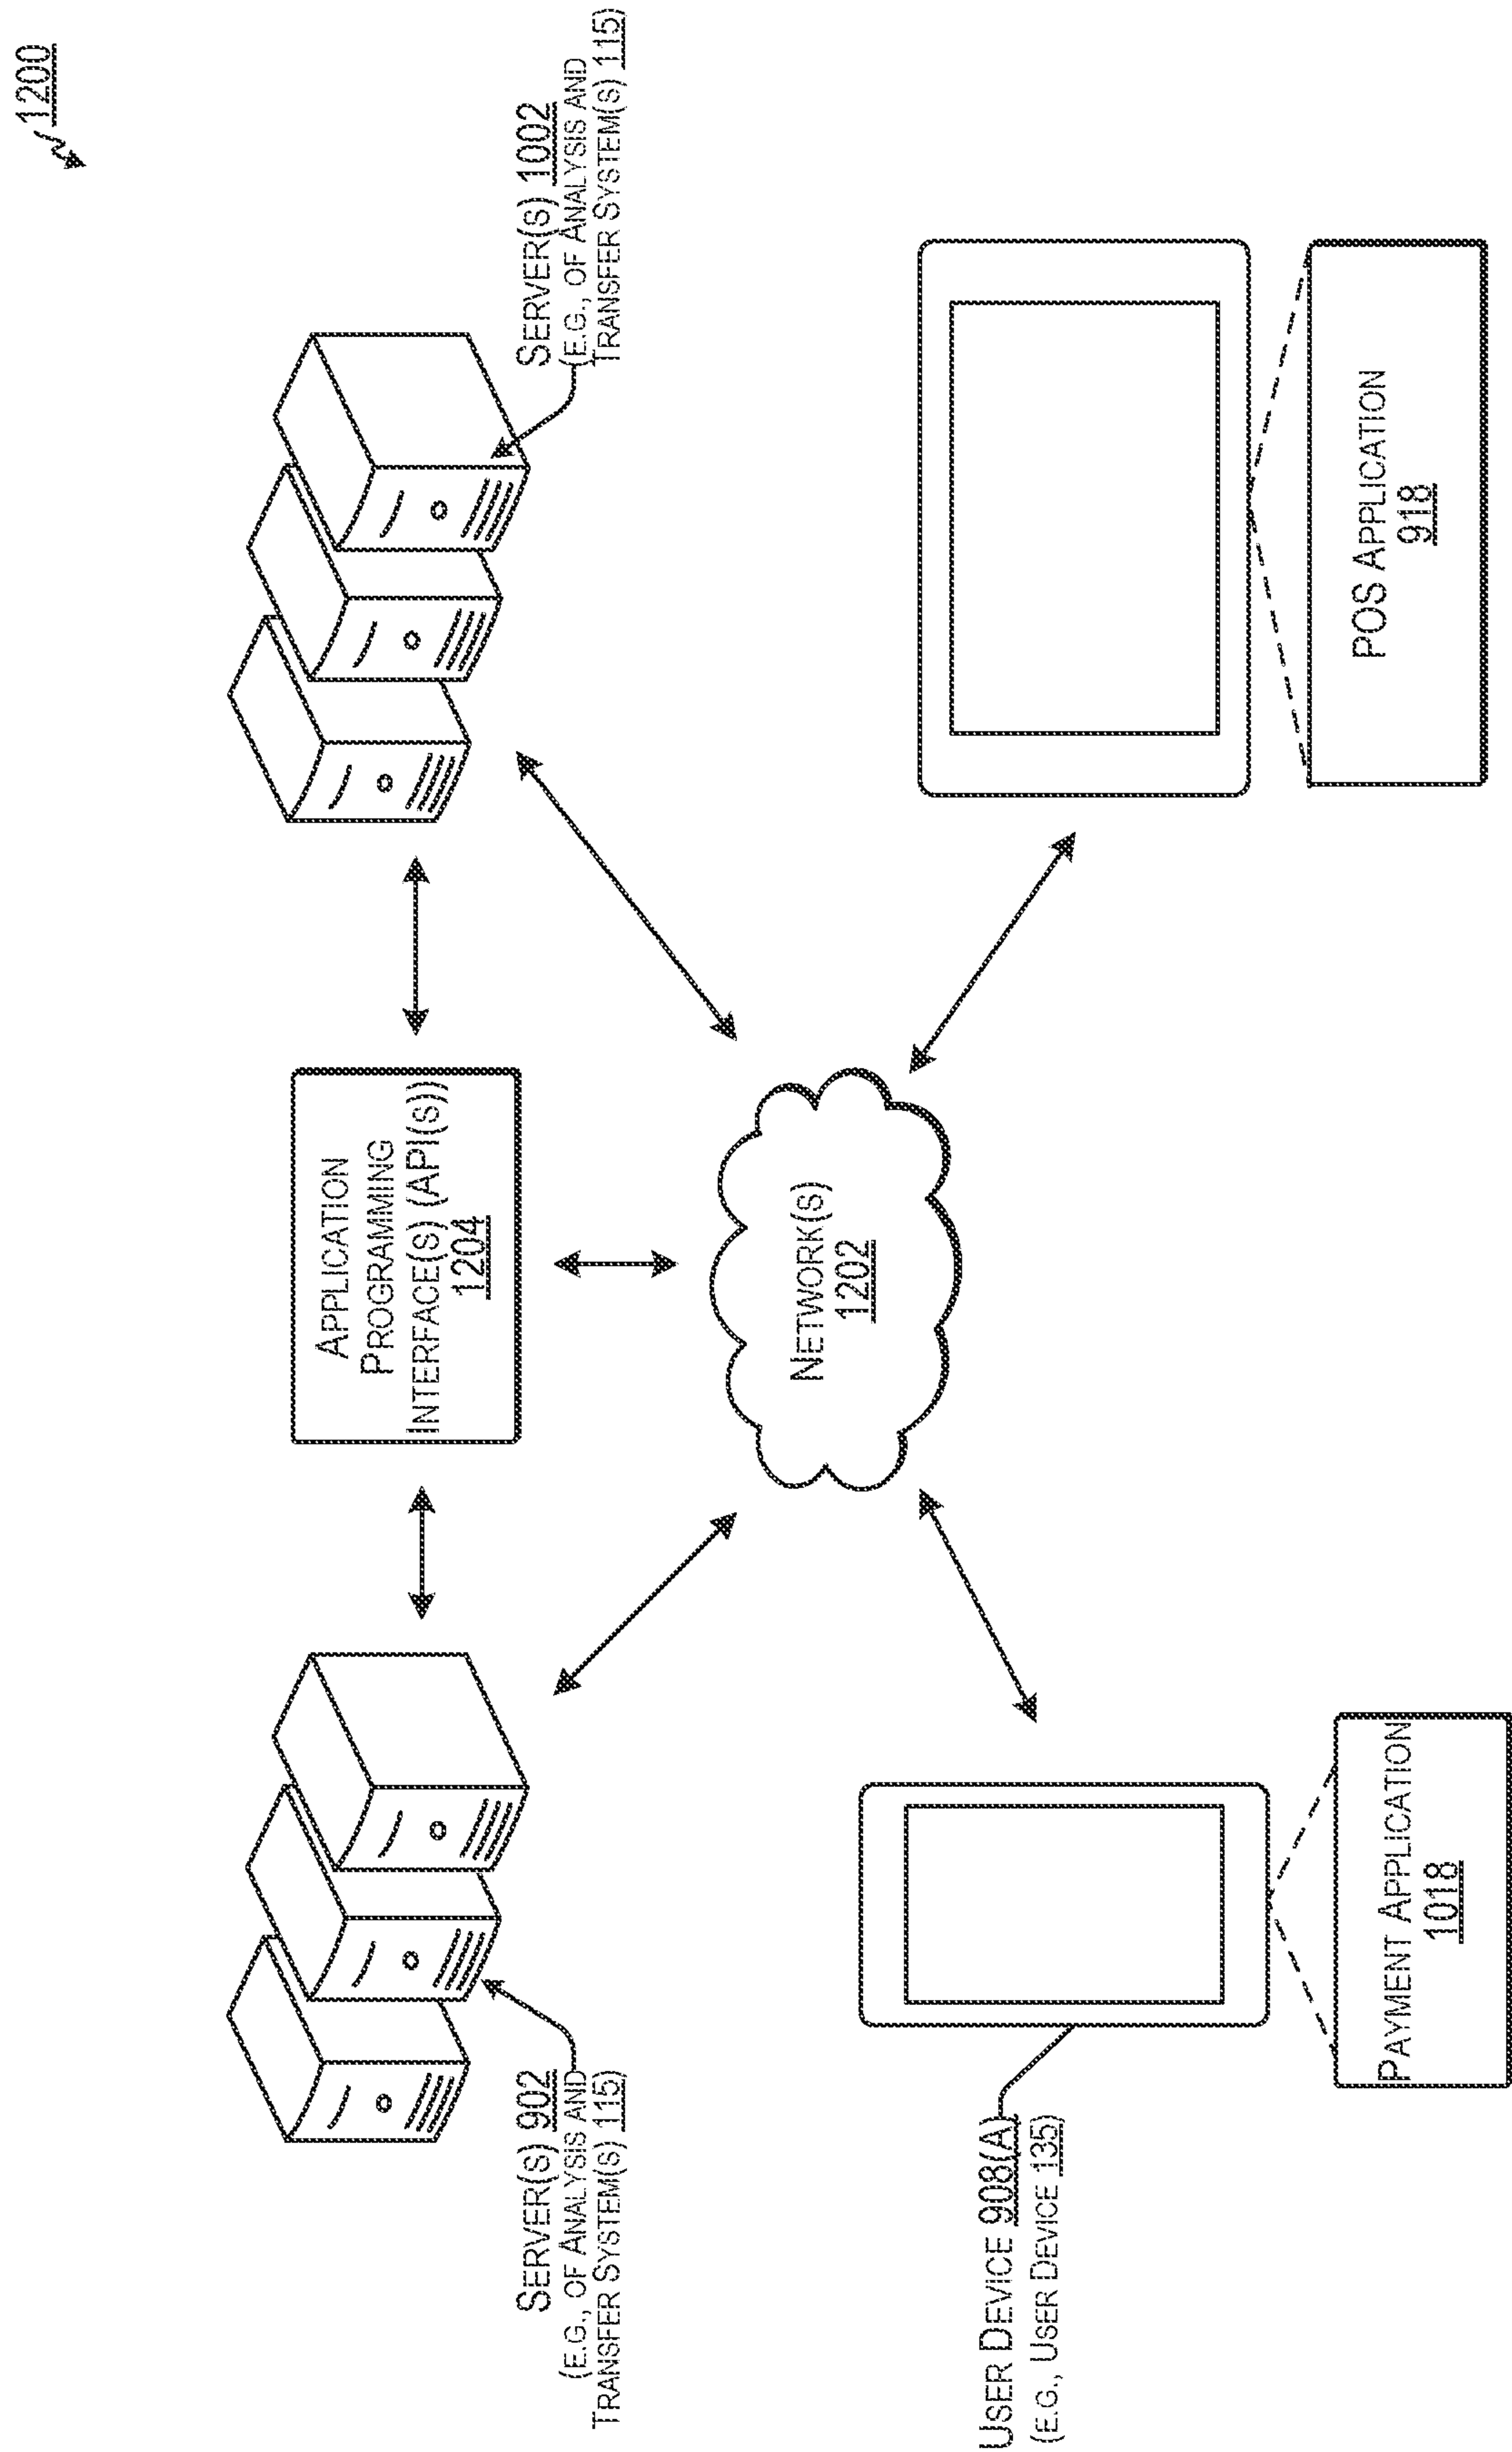 1200
SERVER(S) 902
(E.G., OF ANALYSIS AND
TRANSFER SYSTEM(S) 115)
APPLICATION
PROGRAMMING
INTERFACE(S) (API(S))
1204
SERVER(S) 1002
(E.G., OF ANALYSIS AND
TRANSFER SYSTEM(S) 115)
NETWORK(S)
1202
USER DEVICE 908(A)
(E.G., USER DEVICE 135)
PAYMENT APPLICATION
1018
POS APPLICATION
918